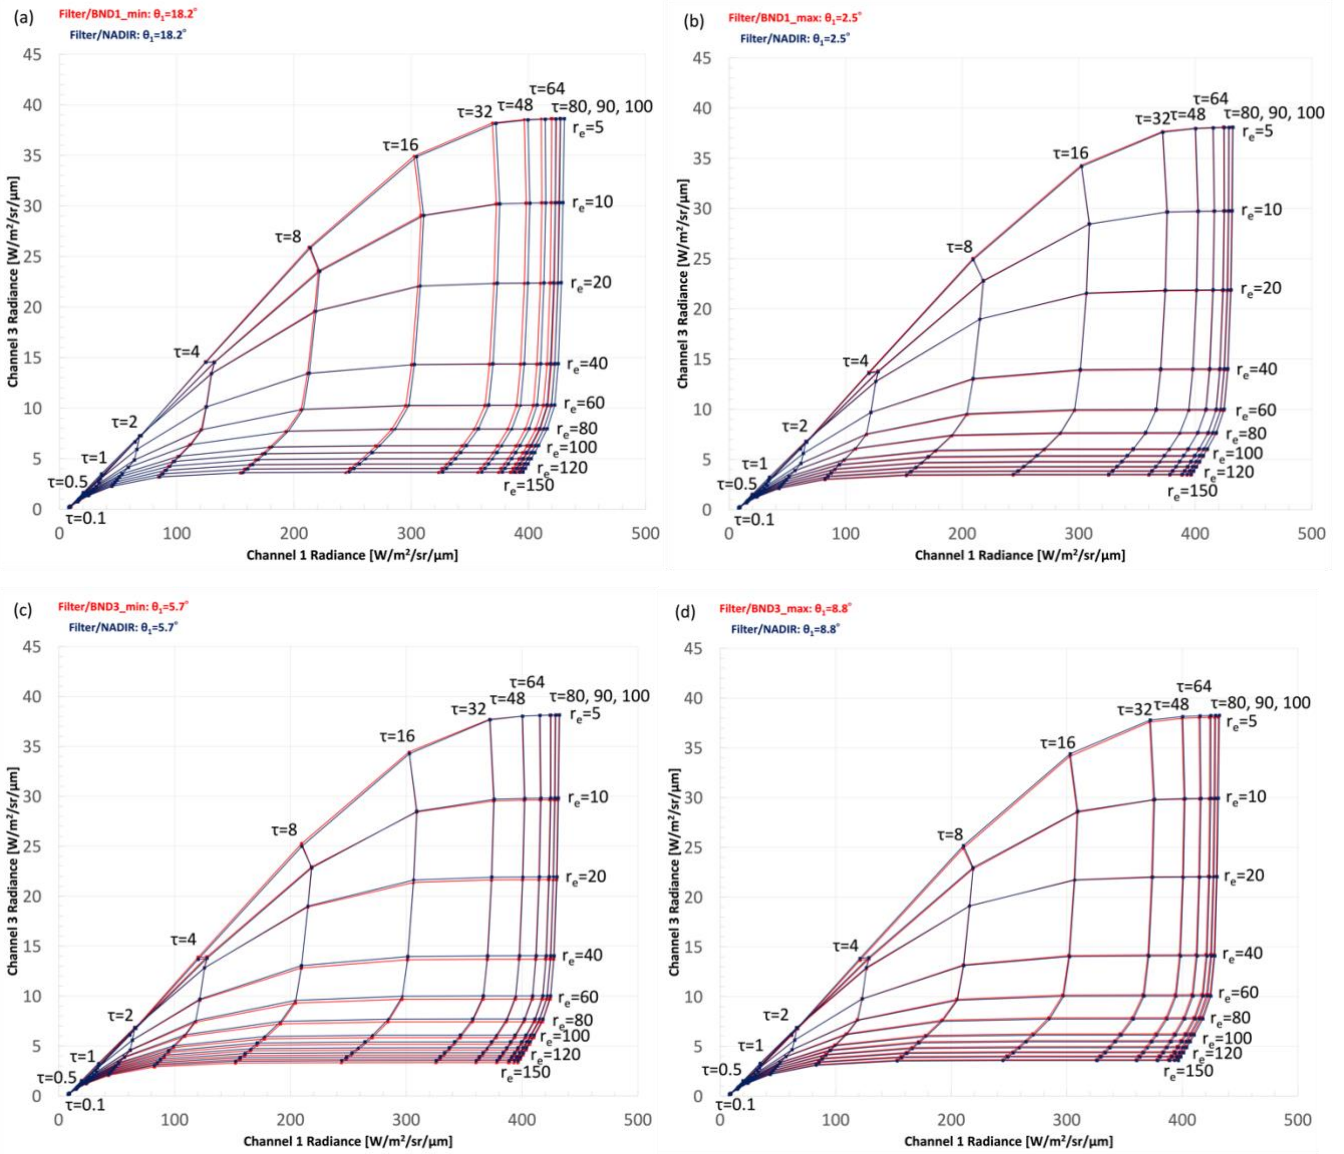 (a)
Filter/BND1_min: θ₁=18.2°
Filter/NADIR: θ₁=18.2°
Channel 3 Radiance [W/m²/sr/μm]
45
40
35
30
25
20
15
10
5
0
0 100 200 300 400 500
Channel 1 Radiance [W/m²/sr/μm]
τ=64
τ=32 τ=48 τ=80, 90, 100
τ=16
τ=8
τ=4
τ=2
τ=1
τ=0.5
τ=0.1
rₑ=5
rₑ=10
rₑ=20
rₑ=40
rₑ=60
rₑ=80
rₑ=100
rₑ=120
rₑ=150
(b)
Filter/BND1_max: θ₁=2.5°
Filter/NADIR: θ₁=2.5°
Channel 3 Radiance [W/m²/sr/μm]
45
40
35
30
25
20
15
10
5
0
0 100 200 300 400 500
Channel 1 Radiance [W/m²/sr/μm]
τ=64
τ=32 τ=48 τ=80, 90, 100
τ=16
τ=8
τ=4
τ=2
τ=1
τ=0.5
τ=0.1
rₑ=5
rₑ=10
rₑ=20
rₑ=40
rₑ=60
rₑ=80
rₑ=100
rₑ=120
rₑ=150
(c)
Filter/BND3_min: θ₁=5.7°
Filter/NADIR: θ₁=5.7°
Channel 3 Radiance [W/m²/sr/μm]
45
40
35
30
25
20
15
10
5
0
0 100 200 300 400 500
Channel 1 Radiance [W/m²/sr/μm]
τ=64
τ=32 τ=48 τ=80, 90, 100
τ=16
τ=8
τ=4
τ=2
τ=1
τ=0.5
τ=0.1
rₑ=5
rₑ=10
rₑ=20
rₑ=40
rₑ=60
rₑ=80
rₑ=100
rₑ=120
rₑ=150
(d)
Filter/BND3_max: θ₁=8.8°
Filter/NADIR: θ₁=8.8°
Channel 3 Radiance [W/m²/sr/μm]
45
40
35
30
25
20
15
10
5
0
0 100 200 300 400 500
Channel 1 Radiance [W/m²/sr/μm]
τ=64
τ=32 τ=48 τ=80, 90, 100
τ=16
τ=8
τ=4
τ=2
τ=1
τ=0.5
τ=0.1
rₑ=5
rₑ=10
rₑ=20
rₑ=40
rₑ=60
rₑ=80
rₑ=100
rₑ=120
rₑ=150